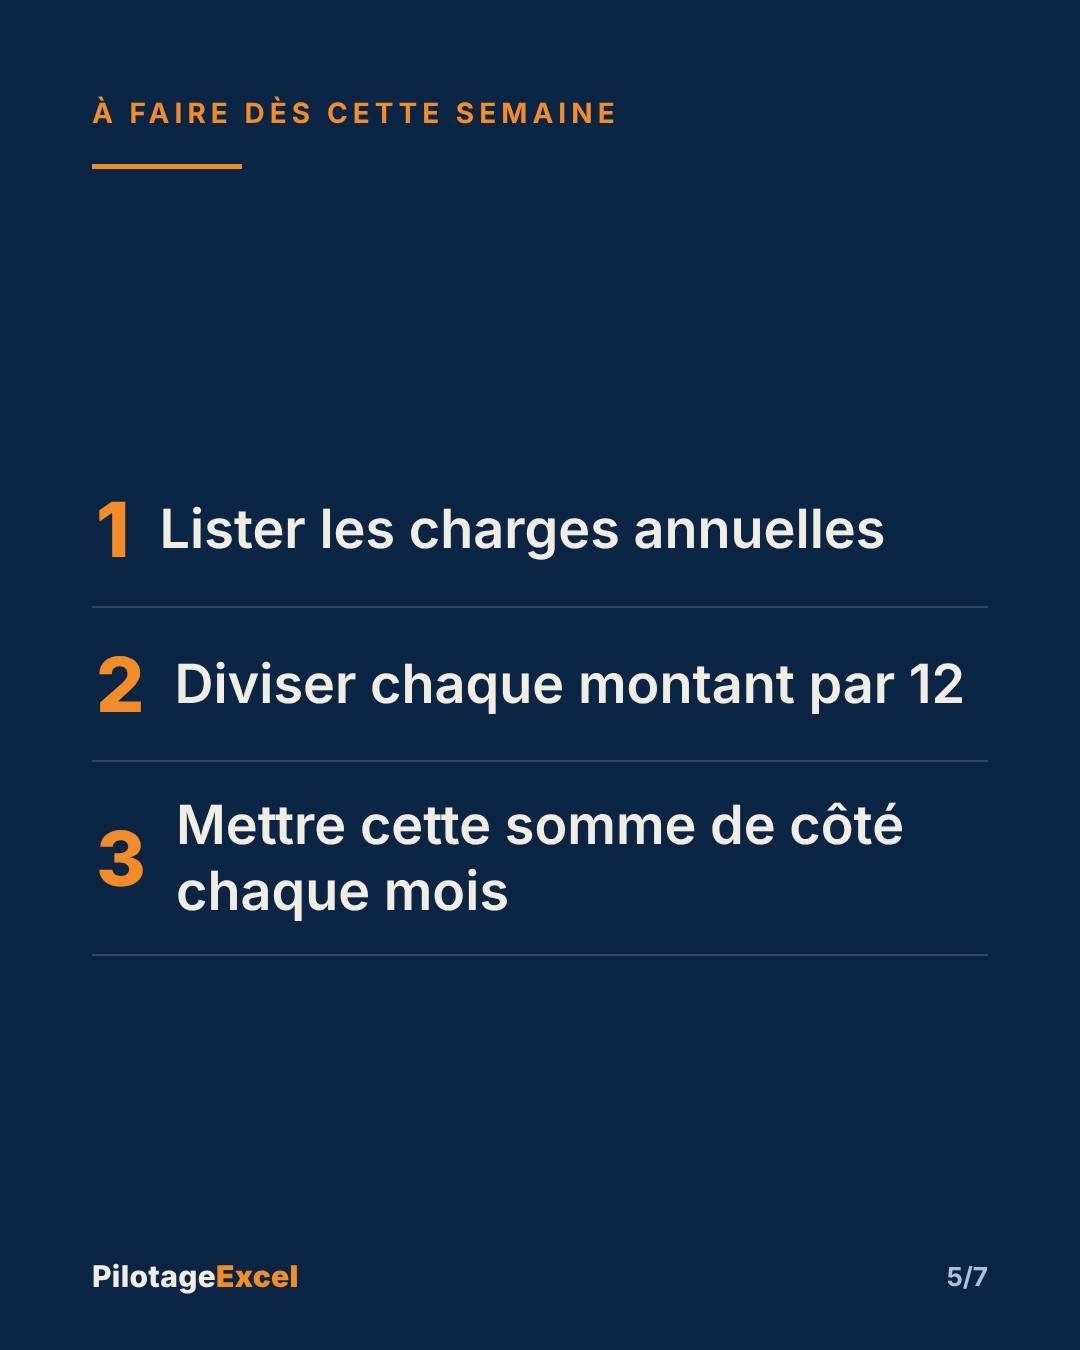 À FAIRE DÈS CETTE SEMAINE
1 Lister les charges annuelles
2 Diviser chaque montant par 12
3 Mettre cette somme de côté
chaque mois
PilotageExcel
5/7